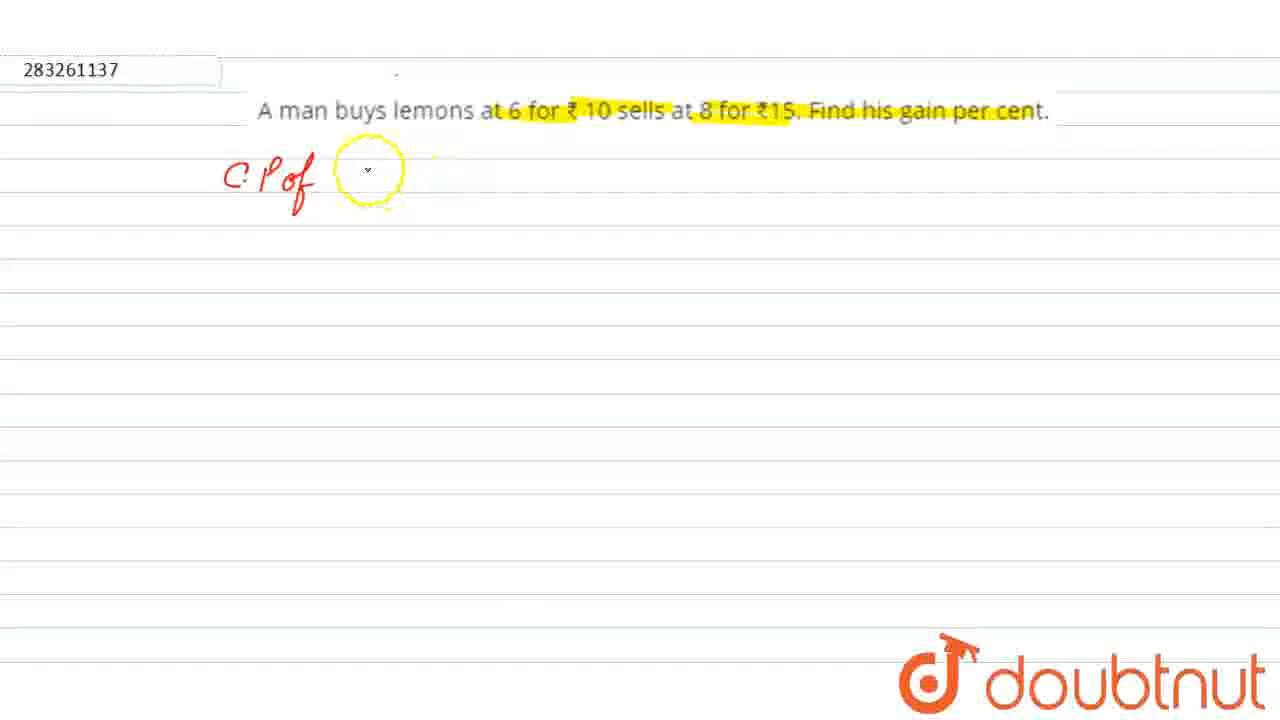 283261137
A man buys lemons at 6 for ₹ 10 sells at 8 for ₹15. Find his gain per cent.
C.P of
doubtnut